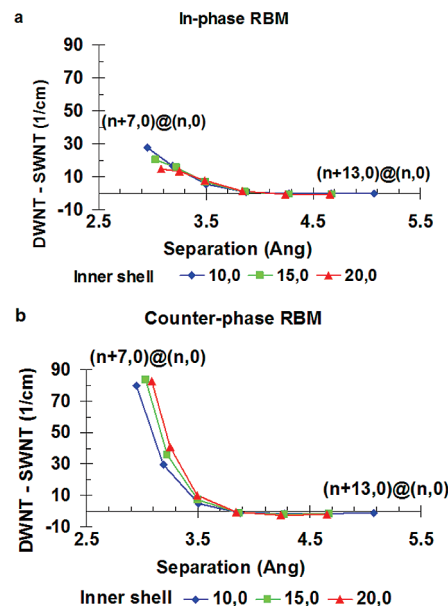 a
In-phase RBM
DWNT - SWNT (1/cm)
90
70
50
30
10
-10
(n+7,0)@(n,0)
(n+13,0)@(n,0)
2.5 3.5 4.5 5.5
Separation (Ang)
Inner shell 10,0 15,0 20,0
b
Counter-phase RBM
DWNT - SWNT (1/cm)
90
70
50
30
10
-10
(n+7,0)@(n,0)
(n+13,0)@(n,0)
2.5 3.5 4.5 5.5
Separation (Ang)
Inner shell 10,0 15,0 20,0